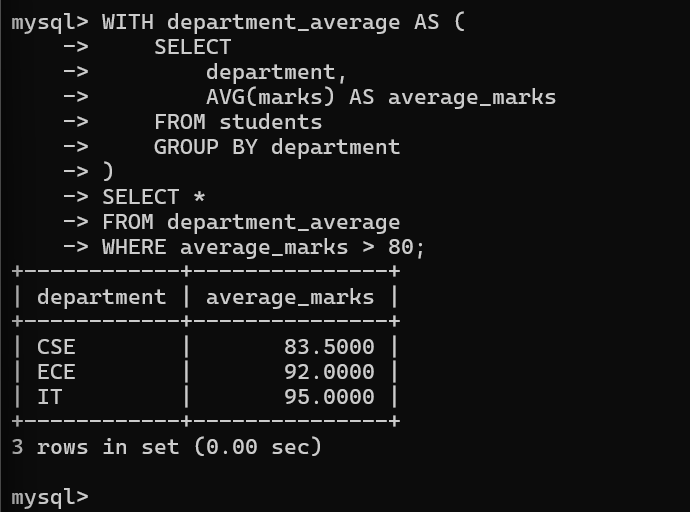 mysql> WITH department_average AS (
    ->     SELECT
    ->         department,
    ->         AVG(marks) AS average_marks
    ->     FROM students
    ->     GROUP BY department
    -> )
    -> SELECT *
    -> FROM department_average
    -> WHERE average_marks > 80;
+------------+---------------+
| department | average_marks |
+------------+---------------+
| CSE        |       83.5000 |
| ECE        |       92.0000 |
| IT         |       95.0000 |
+------------+---------------+
3 rows in set (0.00 sec)

mysql>